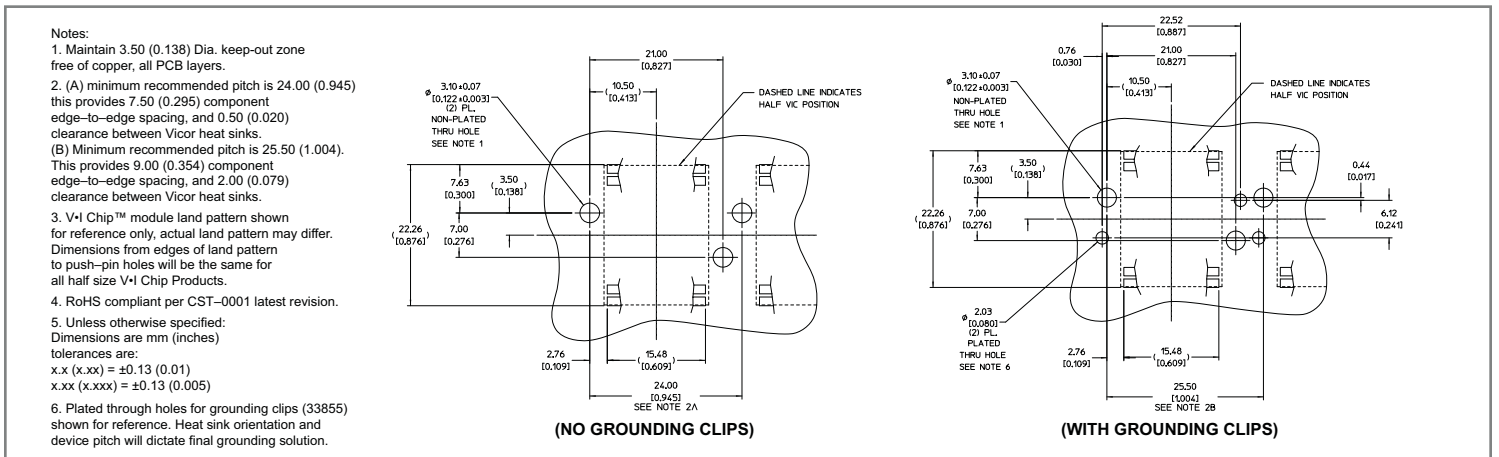 Notes:
1. Maintain 3.50 (0.138) Dia. keep-out zone
free of copper, all PCB layers.
2. (A) minimum recommended pitch is 24.00 (0.945)
this provides 7.50 (0.295) component
edge–to–edge spacing, and 0.50 (0.020)
clearance between Vicor heat sinks.
(B) Minimum recommended pitch is 25.50 (1.004).
This provides 9.00 (0.354) component
edge–to–edge spacing, and 2.00 (0.079)
clearance between Vicor heat sinks.
3. V•I Chip™ module land pattern shown
for reference only, actual land pattern may differ.
Dimensions from edges of land pattern
to push–pin holes will be the same for
all half size V•I Chip Products.
4. RoHS compliant per CST–0001 latest revision.
5. Unless otherwise specified:
Dimensions are mm (inches)
tolerances are:
x.x (x.xx) = ±0.13 (0.01)
x.xx (x.xxx) = ±0.13 (0.005)
6. Plated through holes for grounding clips (33855)
shown for reference. Heat sink orientation and
device pitch will dictate final grounding solution.
21.00
[0.827]
(10.50)
[0.413]
ø 3.10±0.07
[0.122±0.003]
(2) PL.
NON-PLATED
THRU HOLE
SEE NOTE 1
DASHED LINE INDICATES
HALF VIC POSITION
7.63
[0.300]
(3.50)
[0.138]
(22.26)
[0.876]
7.00
[0.276]
2.76
[0.109]
(15.48)
[0.609]
24.00
[0.945]
SEE NOTE 2A
(NO GROUNDING CLIPS)
22.52
[0.887]
0.76
[0.030]
21.00
[0.827]
(10.50)
[0.413]
ø 3.10±0.07
[0.122±0.003]
NON-PLATED
THRU HOLE
SEE NOTE 1
DASHED LINE INDICATES
HALF VIC POSITION
7.63
[0.300]
(3.50)
[0.138]
0.44
[0.017]
(22.26)
[0.876]
7.00
[0.276]
6.12
[0.241]
ø 2.03
[0.080]
(2) PL.
PLATED
THRU HOLE
SEE NOTE 6
2.76
[0.109]
(15.48)
[0.609]
25.50
[1.004]
SEE NOTE 2B
(WITH GROUNDING CLIPS)